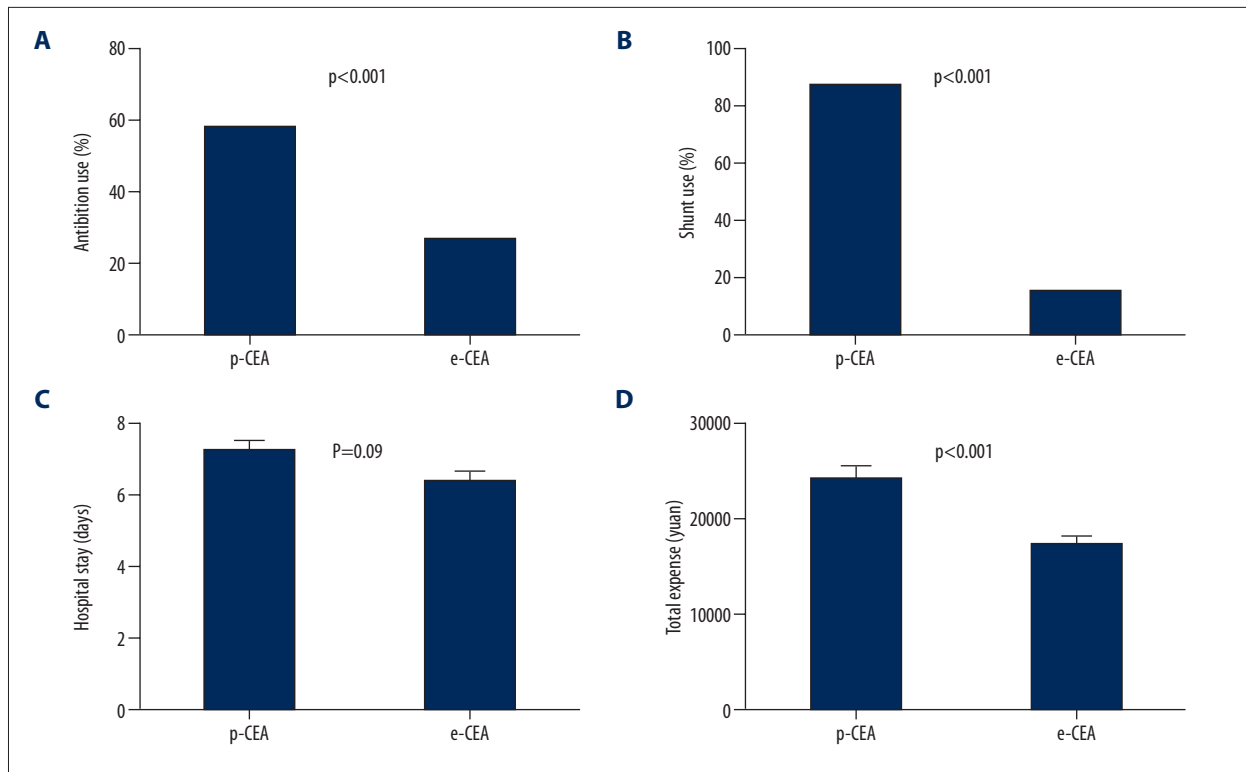 A
Antibition use (%)
80
60
40
20
0
p<0.001
p-CEA
e-CEA
B
Shunt use (%)
100
80
60
40
20
0
p<0.001
p-CEA
e-CEA
C
Hospital stay (days)
8
6
4
2
0
P=0.09
p-CEA
e-CEA
D
Total expense (yuan)
30000
20000
10000
0
p<0.001
p-CEA
e-CEA